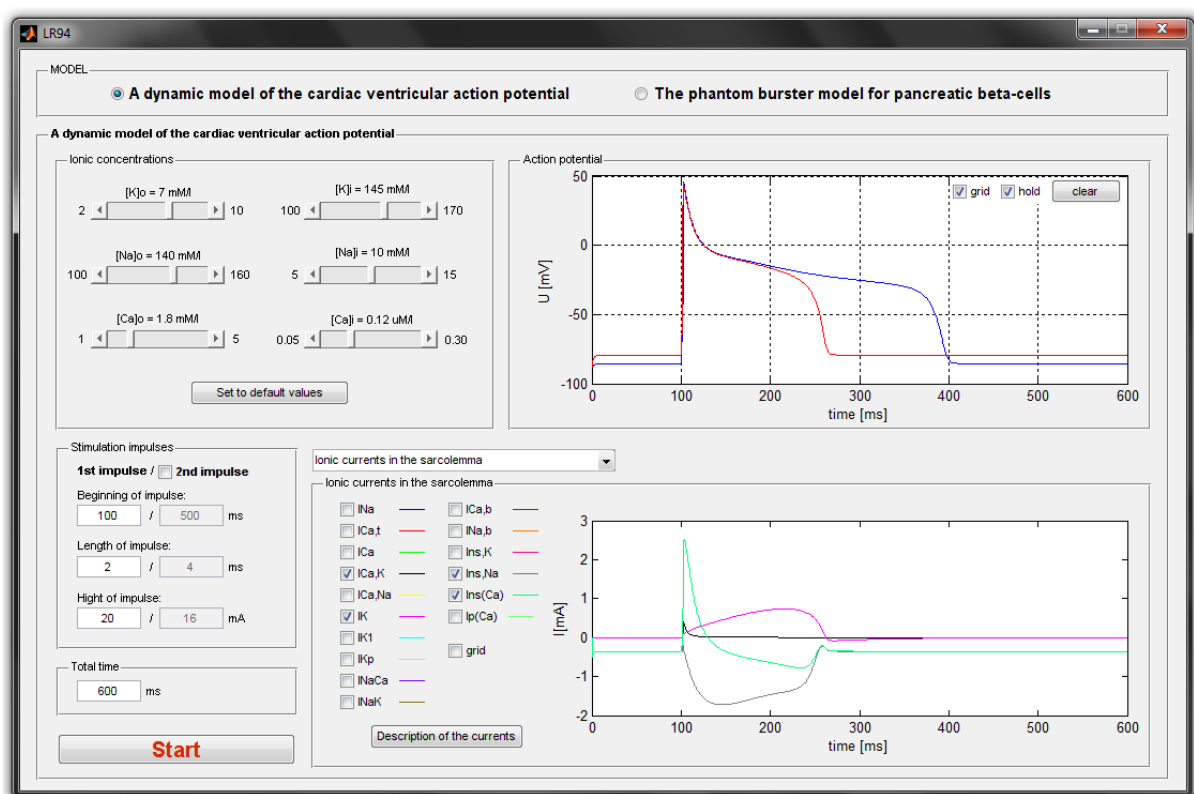 LR94
MODEL
A dynamic model of the cardiac ventricular action potential
The phantom burster model for pancreatic beta-cells
A dynamic model of the cardiac ventricular action potential
Ionic concentrations
[K]o = 7 mM/l
2
10
[K]i = 145 mM/l
100
170
[Na]o = 140 mM/l
100
160
[Na]i = 10 mM/l
5
15
[Ca]o = 1.8 mM/l
1
5
[Ca]i = 0.12 uM/l
0.05
0.30
Set to default values
Action potential
grid
hold
clear
50
0
-50
-100
U [mV]
0 100 200 300 400 500 600
time [ms]
Stimulation impulses
1st impulse / 2nd impulse
Beginning of impulse:
100 / 500 ms
Length of impulse:
2 / 4 ms
Hight of impulse:
20 / 16 mA
Total time
600 ms
Start
Ionic currents in the sarcolemma
Ionic currents in the sarcolemma
INa
ICa,t
ICa
ICa,K
ICa,Na
IK
IK1
IKp
INaCa
INaK
ICa,b
INa,b
Ins,K
Ins,Na
Ins(Ca)
Ip(Ca)
grid
Description of the currents
3
2
1
0
-1
-2
I[mA]
0 100 200 300 400 500 600
time [ms]